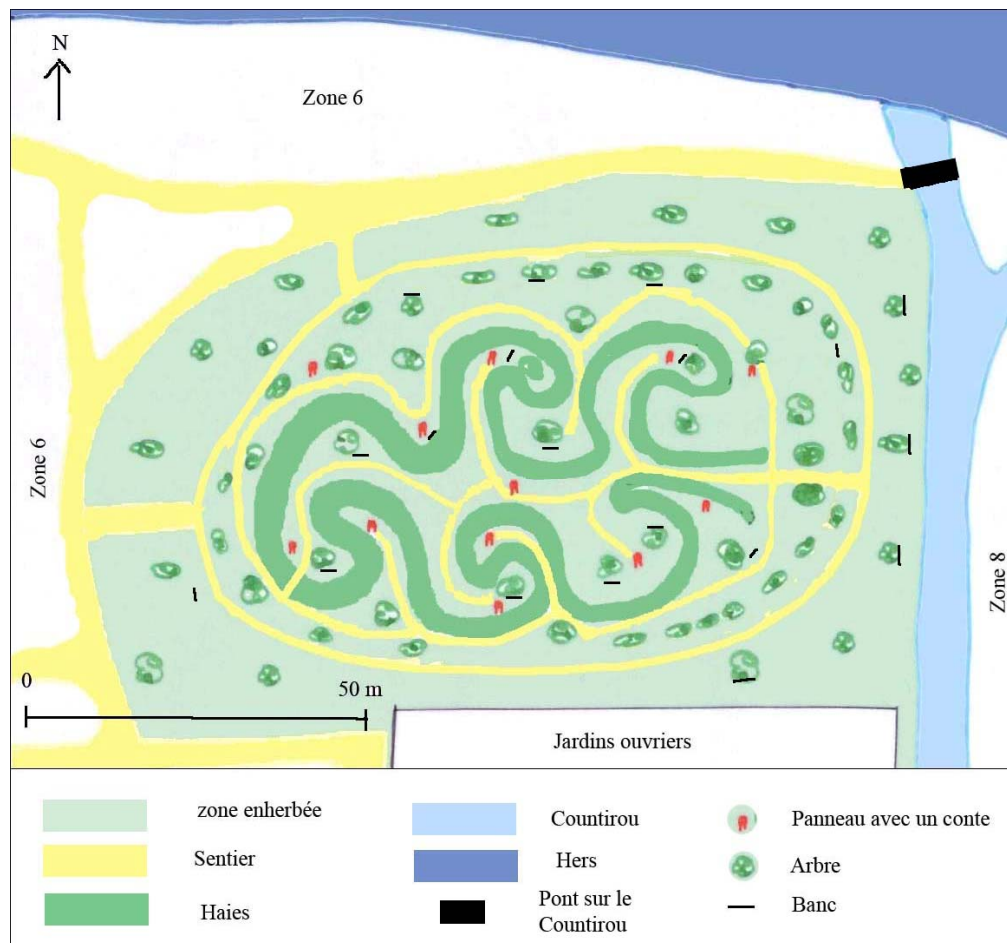 N
Zone 6
Zone 6
Zone 8
0
50 m
Jardins ouvriers
zone enherbée
Sentier
Haies
Countirou
Hers
Pont sur le
Countirou
Panneau avec un conte
Arbre
Banc